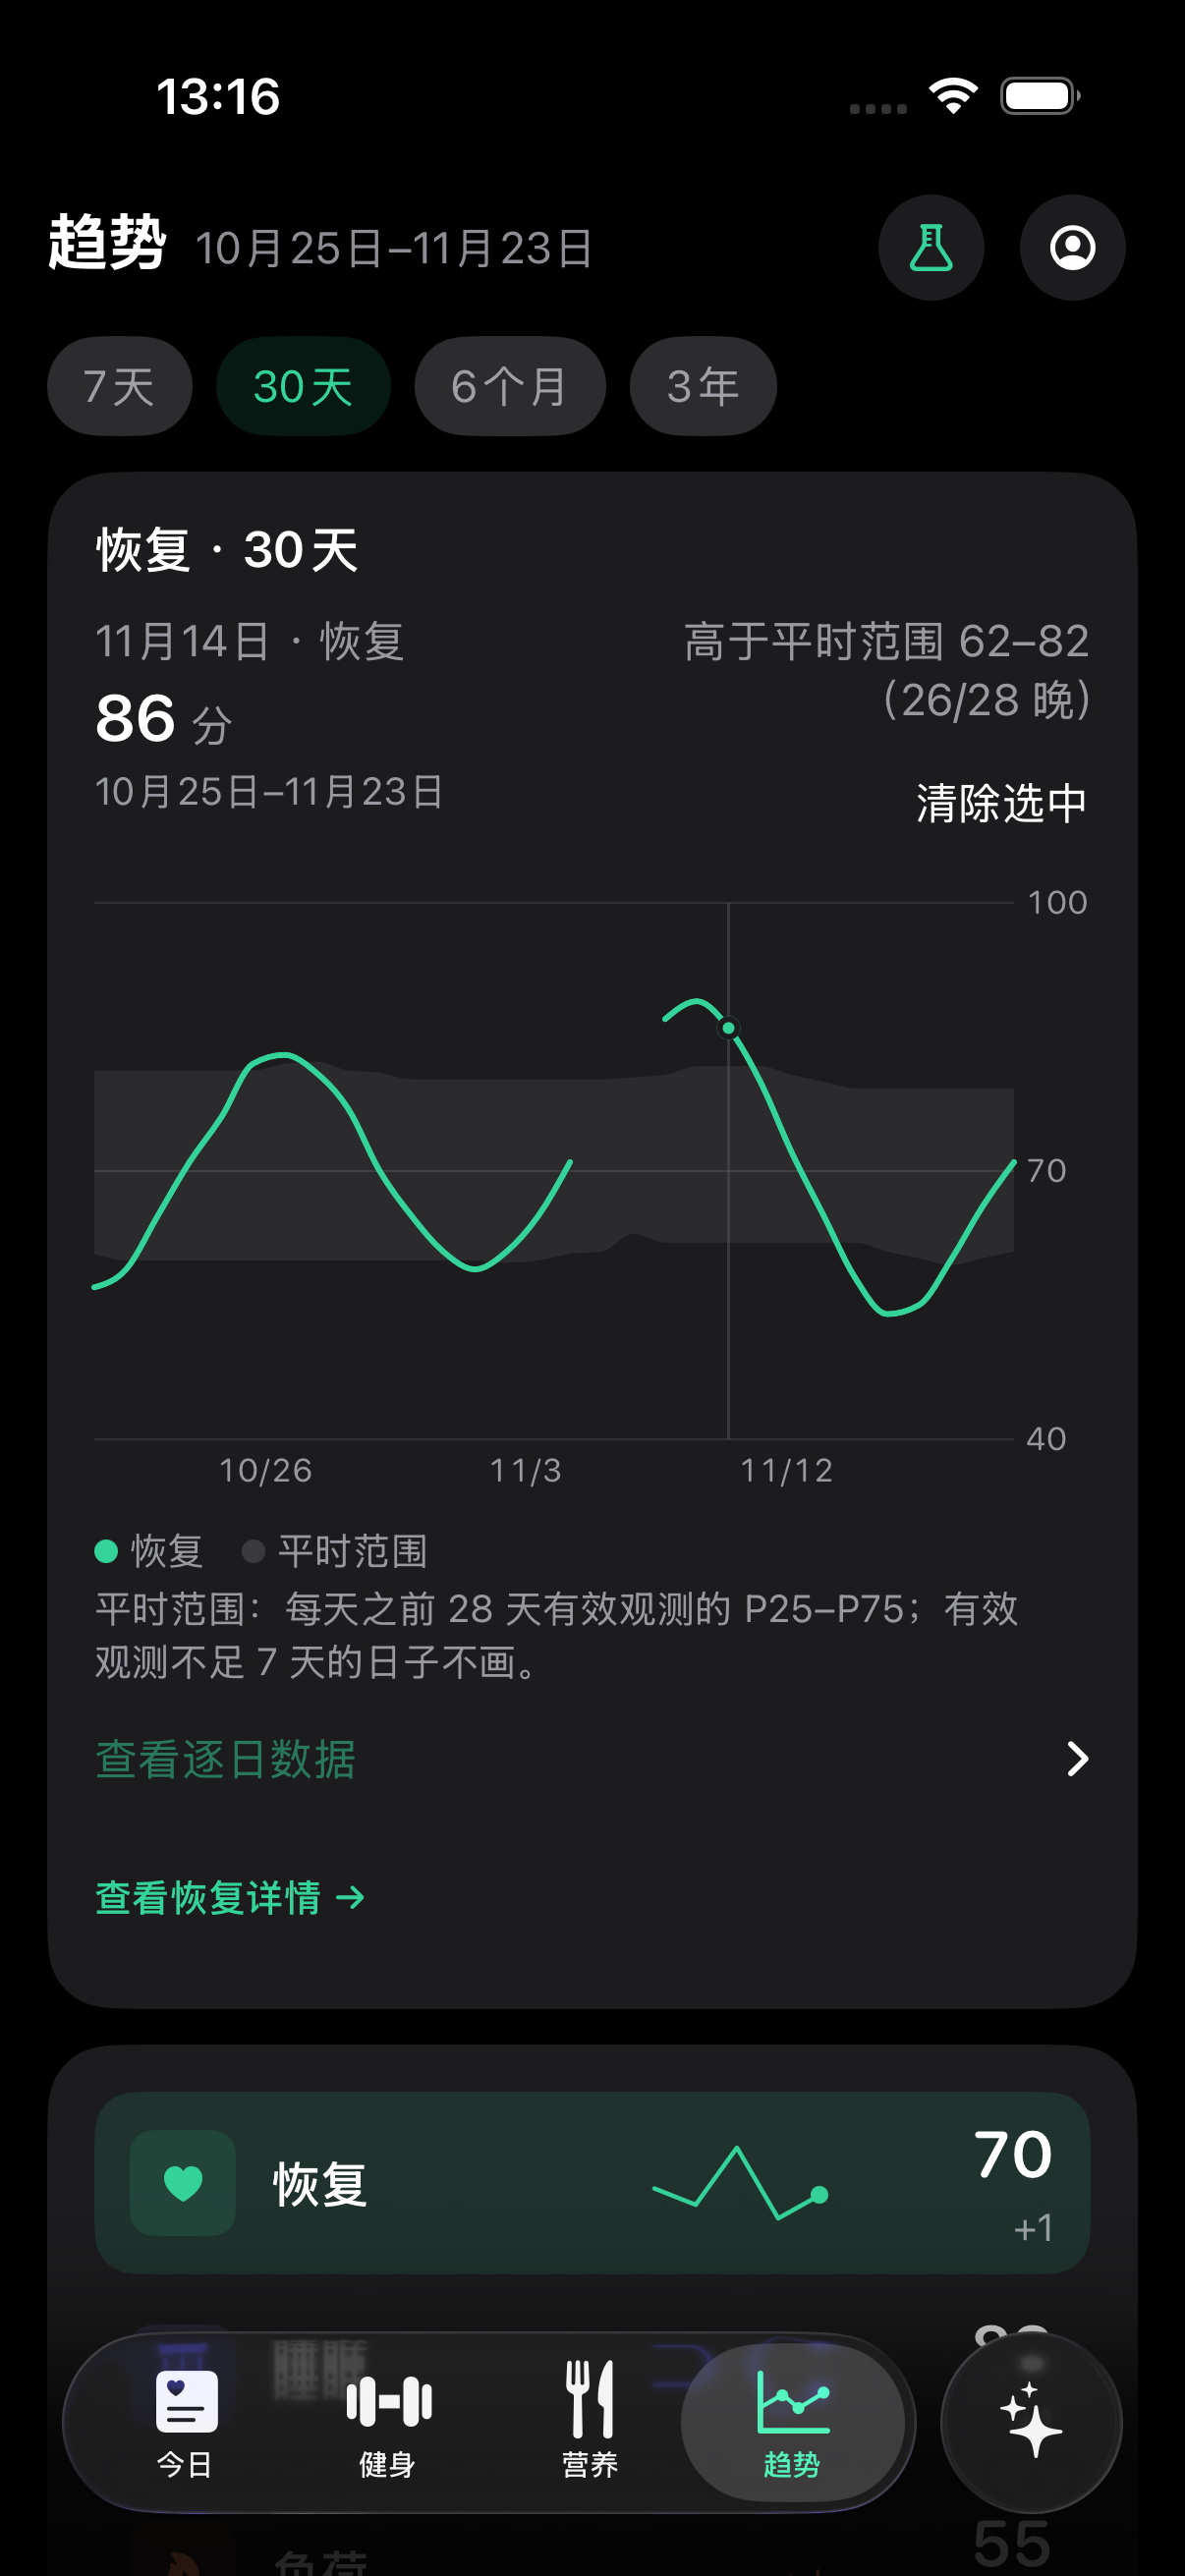 13:16
趋势 10月25日–11月23日
7天 30天 6个月 3年
恢复 · 30天
11月14日 · 恢复
高于平时范围 62–82
(26/28 晚)
86 分
10月25日–11月23日
清除选中
100
70
40
10/26 11/3 11/12
恢复 平时范围
平时范围：每天之前 28 天有效观测的 P25–P75；有效
观测不足 7 天的日子不画。
查看逐日数据
查看恢复详情 →
恢复 70
+1
睡眠
今日 健身 营养 趋势
负荷 55